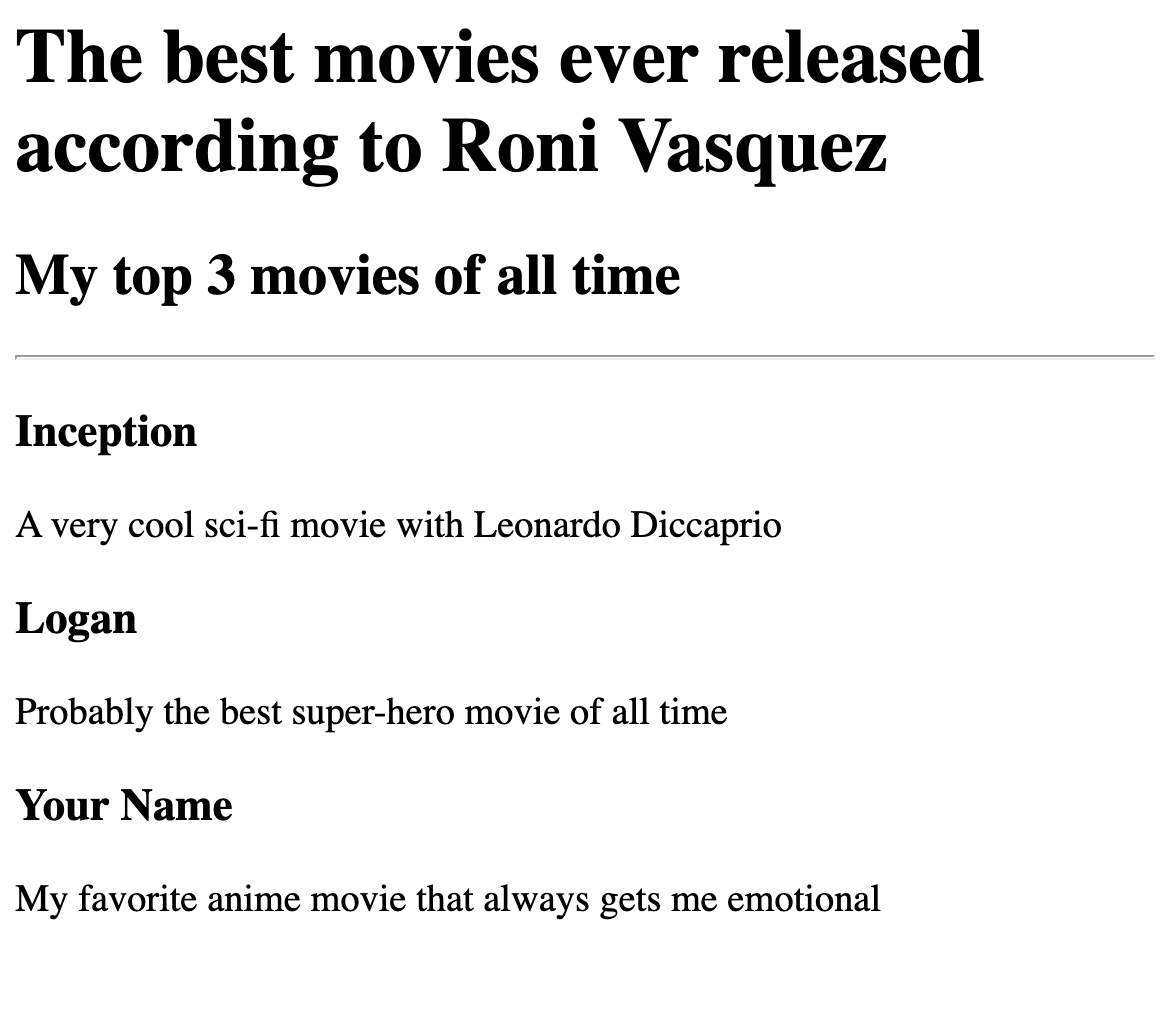 The best movies ever released
according to Roni Vasquez
My top 3 movies of all time
Inception
A very cool sci-fi movie with Leonardo Diccaprio
Logan
Probably the best super-hero movie of all time
Your Name
My favorite anime movie that always gets me emotional